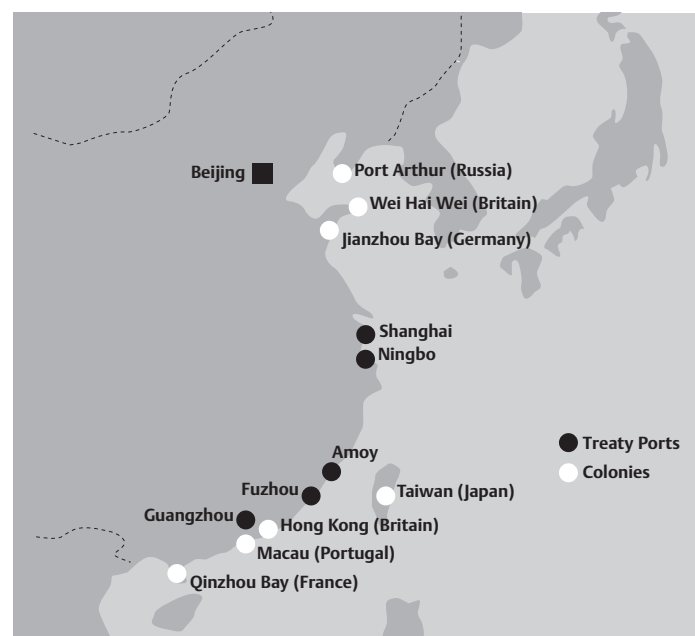 Beijing
Port Arthur (Russia)
Wei Hai Wei (Britain)
Jianzhou Bay (Germany)
Shanghai
Ningbo
Treaty Ports
Colonies
Amoy
Fuzhou
Taiwan (Japan)
Guangzhou
Hong Kong (Britain)
Macau (Portugal)
Qinzhou Bay (France)